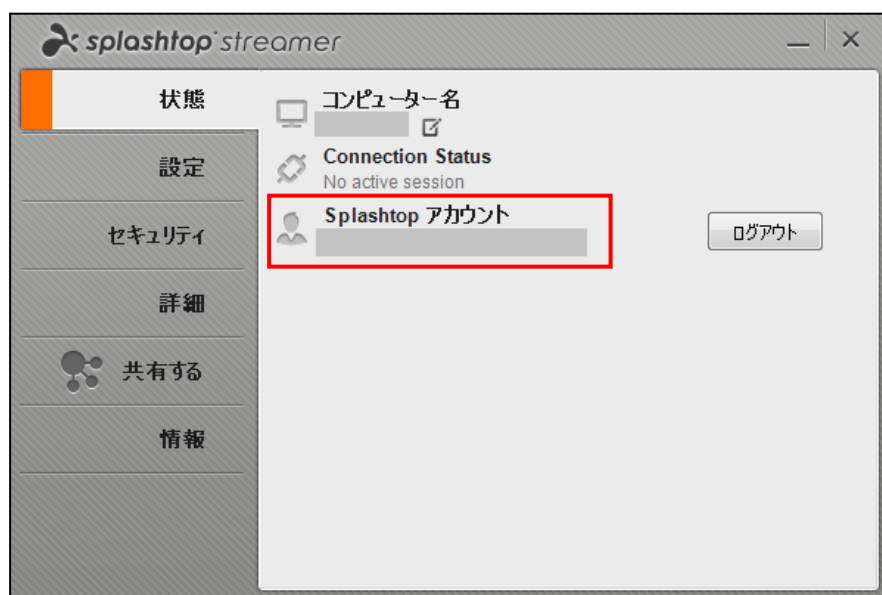 splashtop streamer
状態
設定
セキュリティ
詳細
共有する
情報
コンピューター名
Connection Status
No active session
Splashtop アカウント
ログアウト